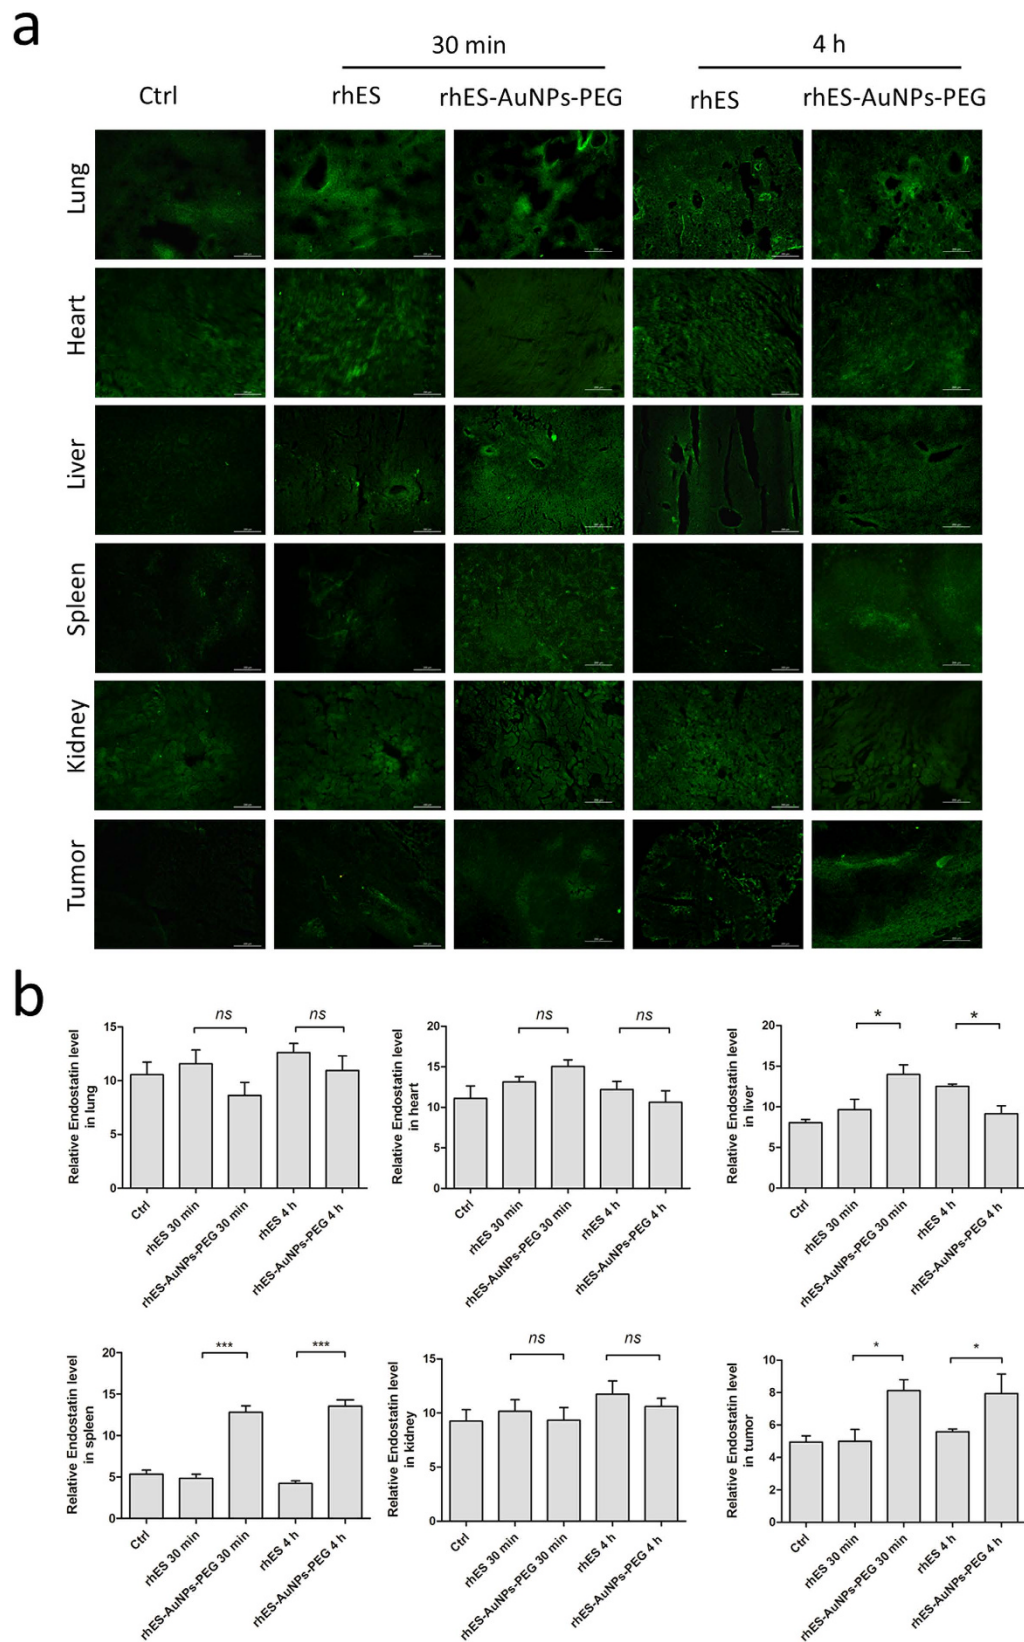 a
30 min
4 h
Ctrl
rhES
rhES-AuNPs-PEG
rhES
rhES-AuNPs-PEG
Lung
Heart
Liver
Spleen
Kidney
Tumor
b
Relative Endostatin level
in lung
15
10
5
0
ns
ns
Ctrl
rhES 30 min
rhES-AuNPs-PEG 30 min
rhES 4 h
rhES-AuNPs-PEG 4 h
Relative Endostatin level
in heart
20
15
10
5
0
ns
ns
Ctrl
rhES 30 min
rhES-AuNPs-PEG 30 min
rhES 4 h
rhES-AuNPs-PEG 4 h
Relative Endostatin level
in liver
20
15
10
5
0
*
*
Ctrl
rhES 30 min
rhES-AuNPs-PEG 30 min
rhES 4 h
rhES-AuNPs-PEG 4 h
Relative Endostatin level
in spleen
20
15
10
5
0
***
***
Ctrl
rhES 30 min
rhES-AuNPs-PEG 30 min
rhES 4 h
rhES-AuNPs-PEG 4 h
Relative Endostatin level
in kidney
15
10
5
0
ns
ns
Ctrl
rhES 30 min
rhES-AuNPs-PEG 30 min
rhES 4 h
rhES-AuNPs-PEG 4 h
Relative Endostatin level
in tumor
10
8
6
4
2
0
*
*
Ctrl
rhES 30 min
rhES-AuNPs-PEG 30 min
rhES 4 h
rhES-AuNPs-PEG 4 h